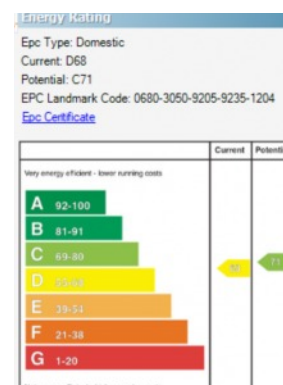 Energy Rating
Epc Type: Domestic
Current: D68
Potential: C71
EPC Landmark Code: 0680-3050-9205-9235-1204
Epc Certificate
Current
Very energy efficient - lower running costs
A 92-100
B 81-91
C 69-80
D
E 39-54
F 21-38
G 1-20
71